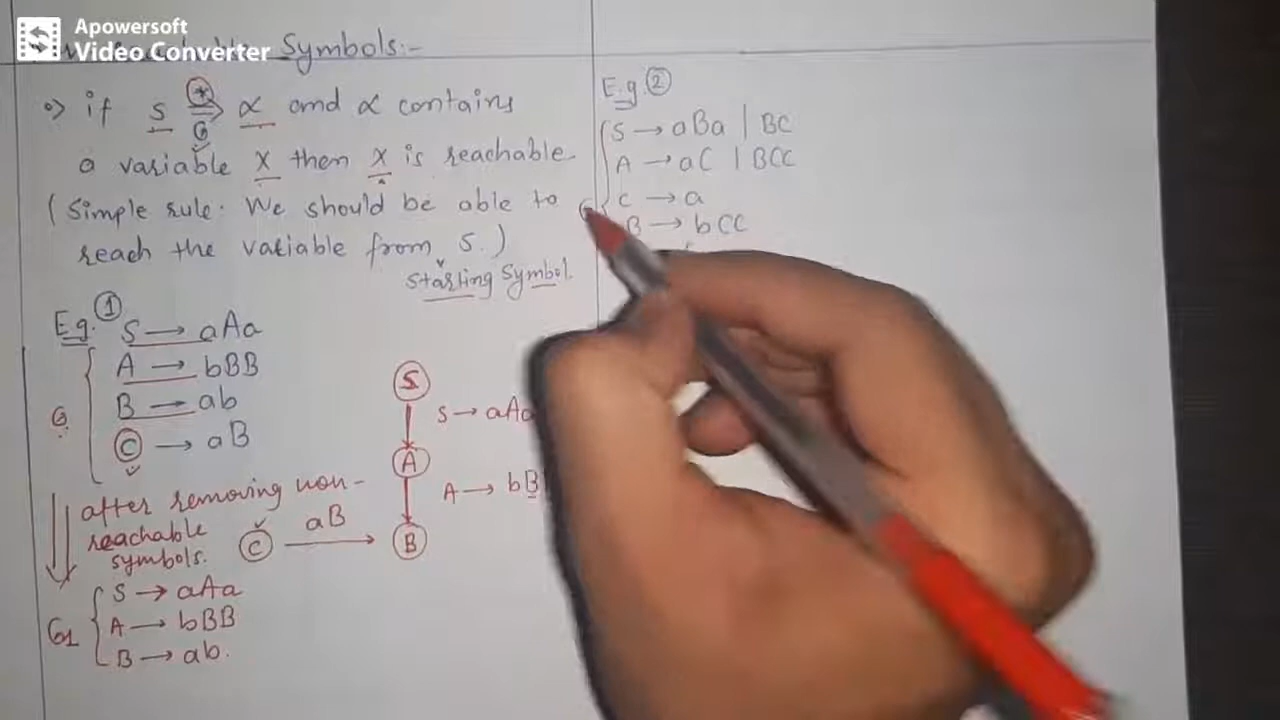 Apowersoft
Video Converter
Symbols:-
if S *⇒ G α and α contains
a variable X then X is reachable.
(Simple rule: We should be able to
reach the variable from S.)
Starting Symbol.
Eg. ① S → aAa
A → bBB
B → ab
C → aB
G
after removing non-
reachable
symbols.
G1
S → aAa
A → bBB
B → ab.
S
S → aAa
A
A → bB
C aB → B
E.g. ②
S → aBa | BC
A → aC | BCC
C → a
B → bCC